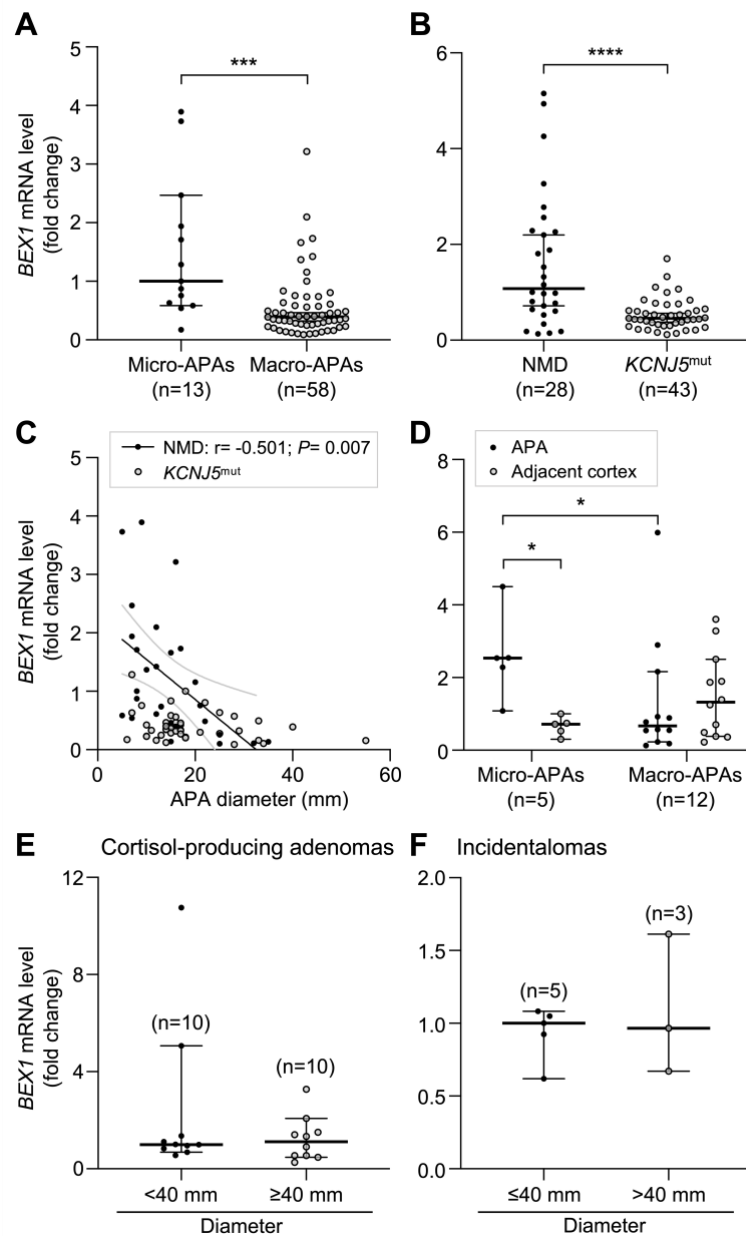 A
BEX1 mRNA level
(fold change)
5
4
3
2
1
0
***
Micro-APAs
(n=13)
Macro-APAs
(n=58)
B
6
4
2
0
****
NMD
(n=28)
KCNJ5mut
(n=43)
C
NMD: r= -0.501; P= 0.007
KCNJ5mut
BEX1 mRNA level
(fold change)
5
4
3
2
1
0
0
20
40
60
APA diameter (mm)
D
APA
Adjacent cortex
8
6
4
2
0
*
*
Micro-APAs
(n=5)
Macro-APAs
(n=12)
E Cortisol-producing adenomas
BEX1 mRNA level
(fold change)
12
8
4
0
(n=10)
(n=10)
<40 mm
≥40 mm
Diameter
F Incidentalomas
2.0
1.5
1.0
0.5
0.0
(n=5)
(n=3)
≤40 mm
>40 mm
Diameter